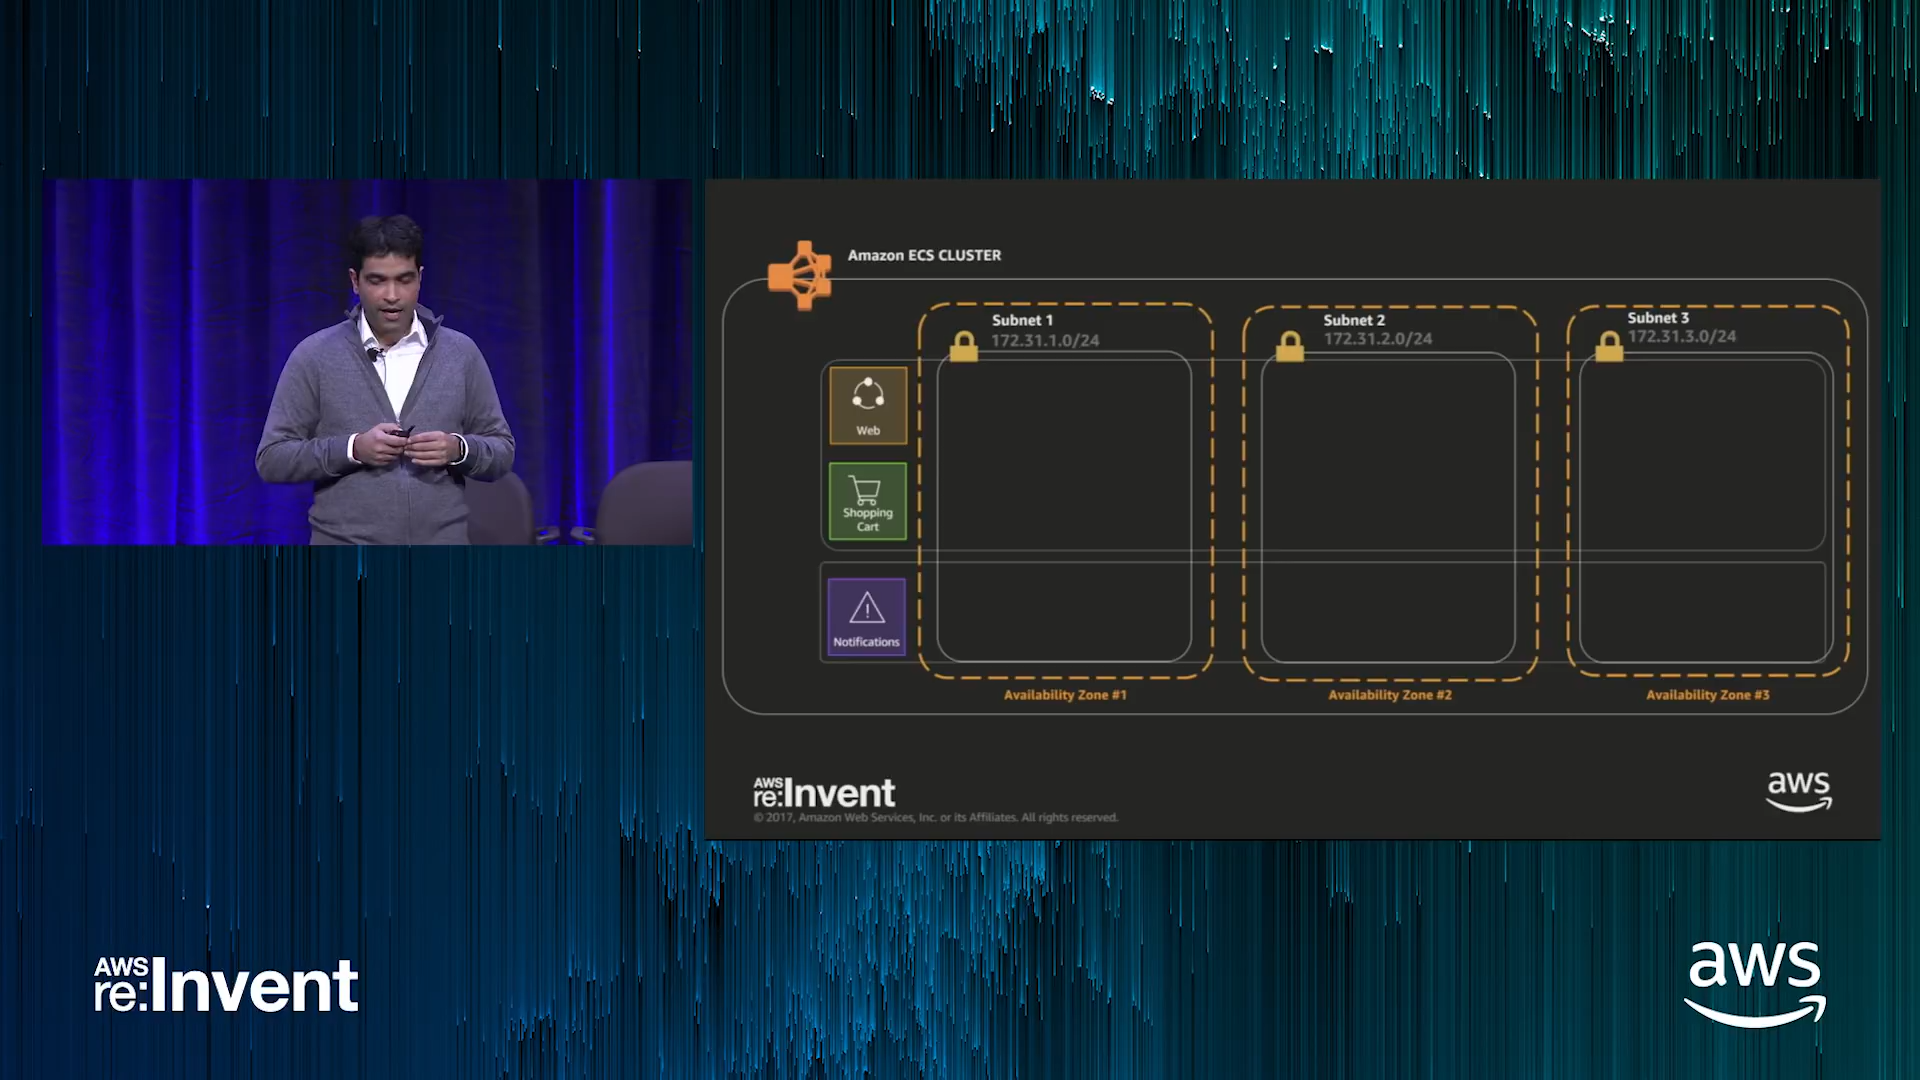 Amazon ECS CLUSTER
Subnet 1
172.31.1.0/24
Subnet 2
172.31.2.0/24
Subnet 3
172.31.3.0/24
Web
Shopping
Cart
Notifications
Availability Zone #1
Availability Zone #2
Availability Zone #3
AWS
re:Invent
© 2017, Amazon Web Services, Inc. or its Affiliates. All rights reserved.
aws
AWS
re:Invent
aws